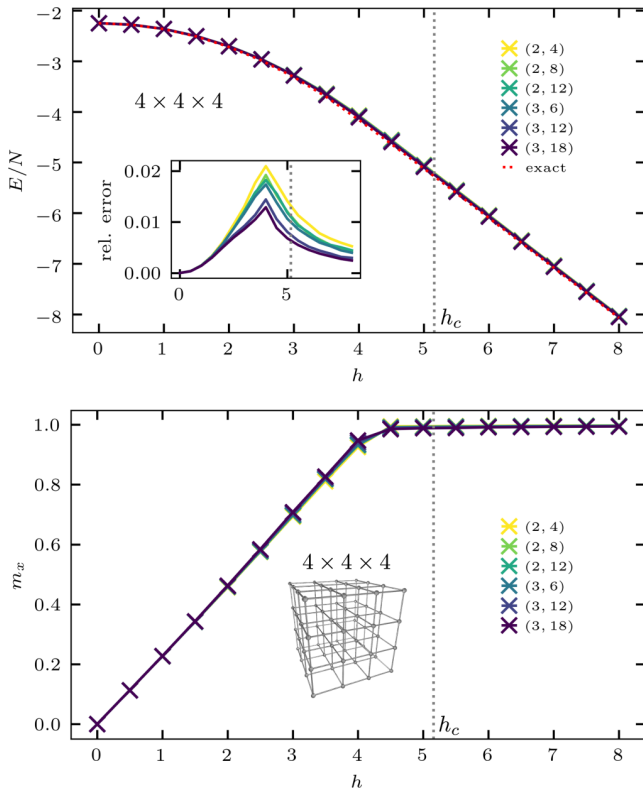 −2
−3
−4
−5
−6
−7
−8
E/N
4 × 4 × 4
(2, 4)
(2, 8)
(2, 12)
(3, 6)
(3, 12)
(3, 18)
exact
0.02
0.01
0.00
rel. error
0 5
h_c
0 1 2 3 4 5 6 7 8
h
1.0
0.8
0.6
0.4
0.2
0.0
m_x
(2, 4)
(2, 8)
(2, 12)
(3, 6)
(3, 12)
(3, 18)
4 × 4 × 4
h_c
0 1 2 3 4 5 6 7 8
h